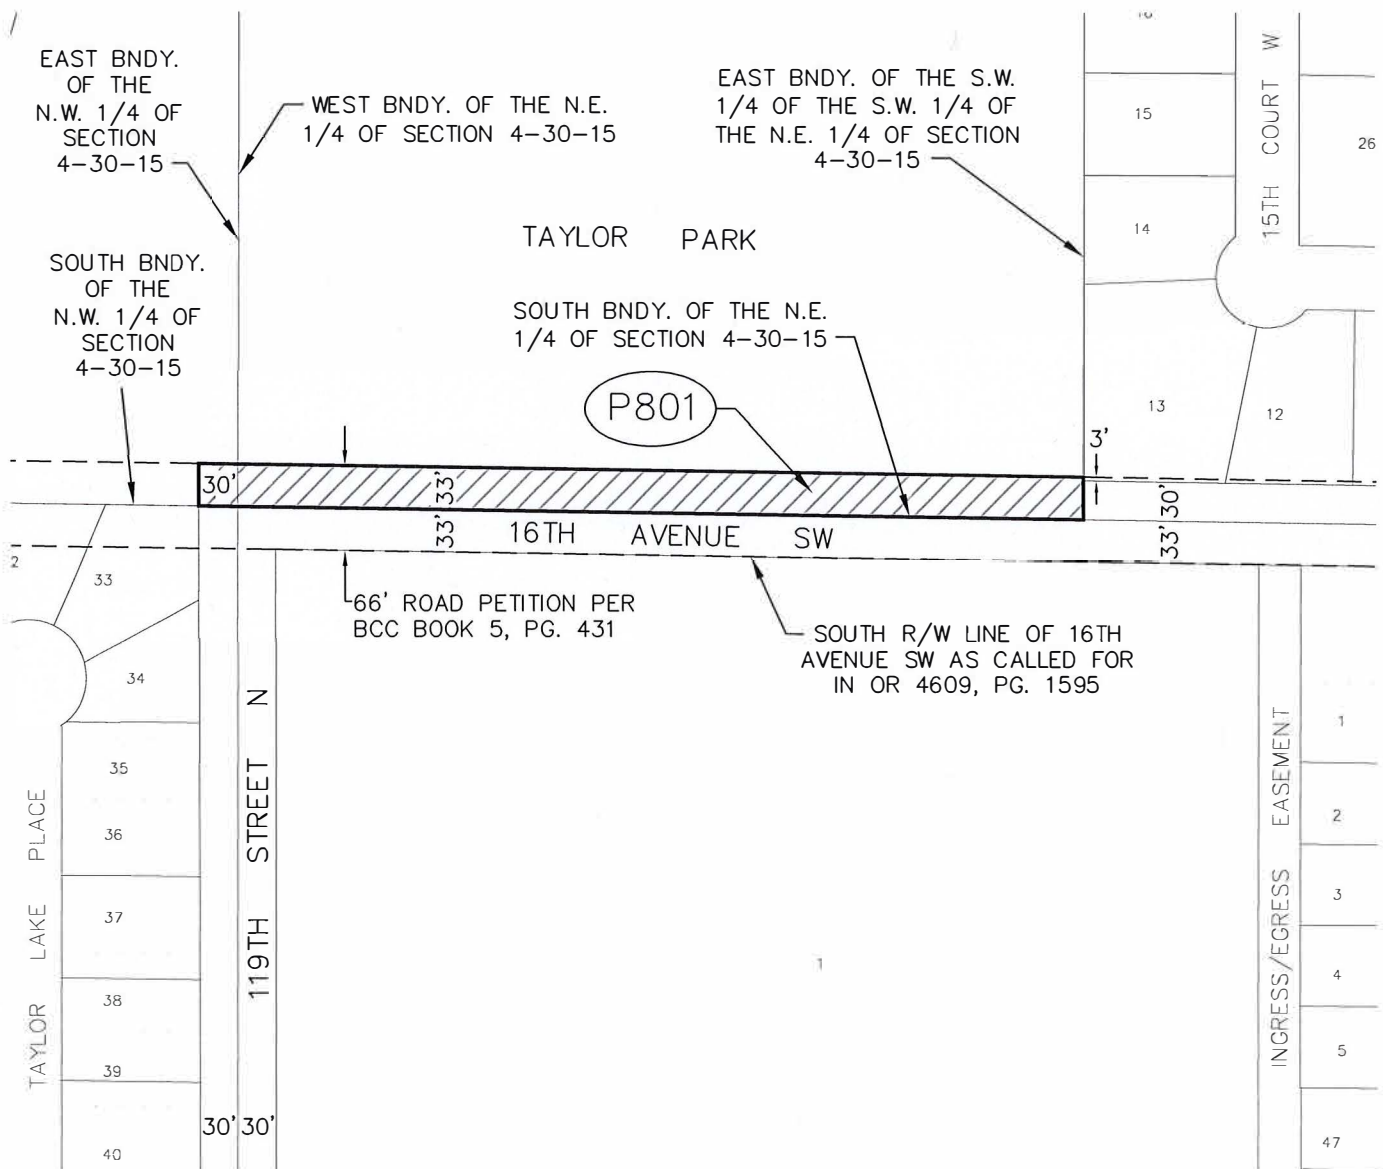 EAST BNDY.
OF THE
N.W. 1/4 OF
SECTION
4-30-15
WEST BNDY. OF THE N.E.
1/4 OF SECTION 4-30-15
EAST BNDY. OF THE S.W.
1/4 OF THE S.W. 1/4 OF
THE N.E. 1/4 OF SECTION
4-30-15
15
14
13
12
26
15TH COURT W
TAYLOR PARK
SOUTH BNDY.
OF THE
N.W. 1/4 OF
SECTION
4-30-15
SOUTH BNDY. OF THE N.E.
1/4 OF SECTION 4-30-15
P801
3'
30'
33'
33'
30'
33'
16TH AVENUE SW
66' ROAD PETITION PER
BCC BOOK 5, PG. 431
SOUTH R/W LINE OF 16TH
AVENUE SW AS CALLED FOR
IN OR 4609, PG. 1595
2
33
34
35
36
37
38
39
40
TAYLOR LAKE PLACE
119TH STREET N
30' 30'
1
INGRESS/EGRESS EASEMENT
1
2
3
4
5
47